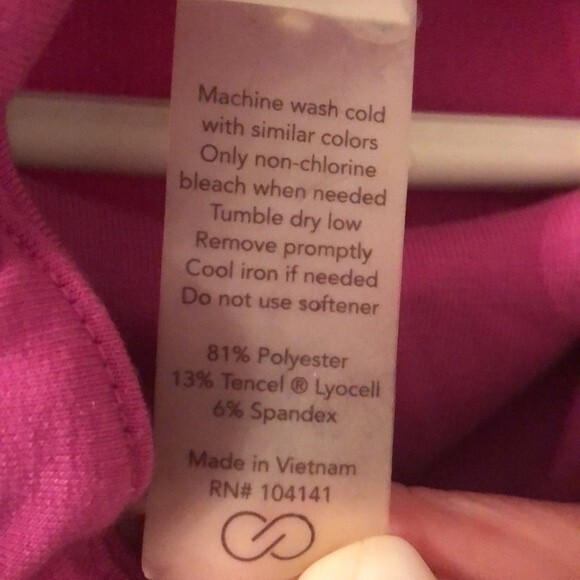 Machine wash cold
with similar colors
Only non-chlorine
bleach when needed
Tumble dry low
Remove promptly
Cool iron if needed
Do not use softener
81% Polyester
13% Tencel ® Lyocell
6% Spandex
Made in Vietnam
RN# 104141